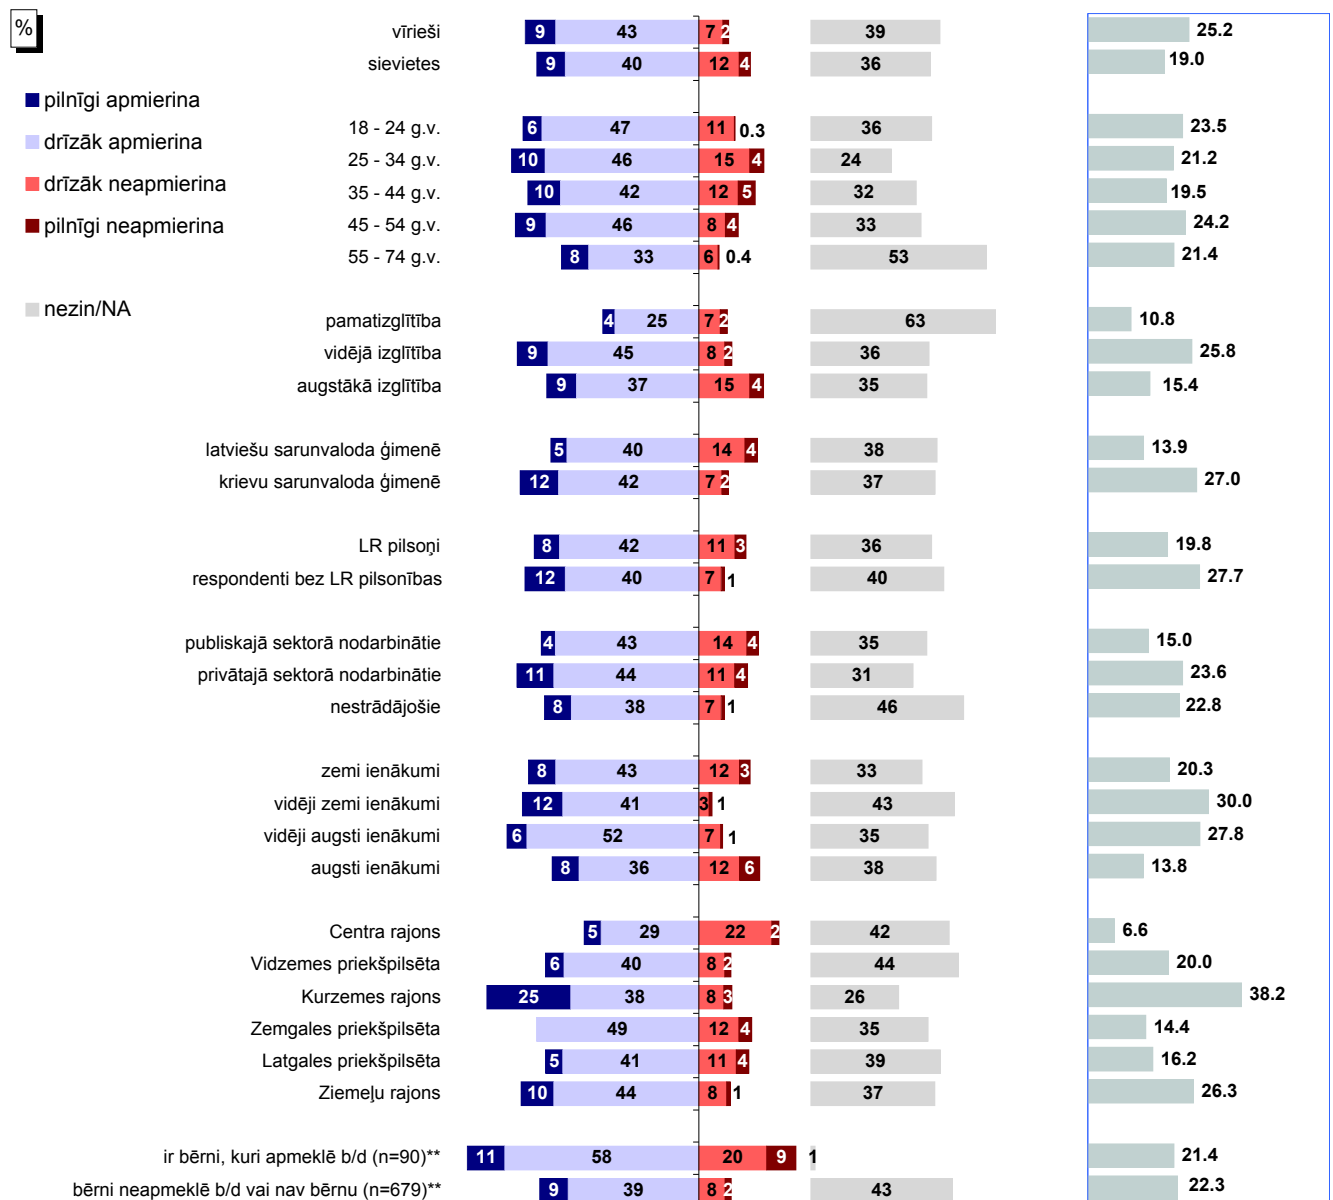 %
pilnīgi apmierina
drīzāk apmierina
drīzāk neapmierina
pilnīgi neapmierina
nezin/NA
vīrieši 9 43 7 2 39 25.2
sievietes 9 40 12 4 36 19.0
18 - 24 g.v. 6 47 11 0.3 36 23.5
25 - 34 g.v. 10 46 15 4 24 21.2
35 - 44 g.v. 10 42 12 5 32 19.5
45 - 54 g.v. 9 46 8 4 33 24.2
55 - 74 g.v. 8 33 6 0.4 53 21.4
pamatizglītība 4 25 7 2 63 10.8
vidējā izglītība 9 45 8 2 36 25.8
augstākā izglītība 9 37 15 4 35 15.4
latviešu sarunvaloda ģimenē 5 40 14 4 38 13.9
krievu sarunvaloda ģimenē 12 42 7 2 37 27.0
LR pilsoņi 8 42 11 3 36 19.8
respondenti bez LR pilsonības 12 40 7 1 40 27.7
publiskajā sektorā nodarbinātie 4 43 14 4 35 15.0
privātajā sektorā nodarbinātie 11 44 11 4 31 23.6
nestrādājošie 8 38 7 1 46 22.8
zemi ienākumi 8 43 12 3 33 20.3
vidēji zemi ienākumi 12 41 3 1 43 30.0
vidēji augsti ienākumi 6 52 7 1 35 27.8
augsti ienākumi 8 36 12 6 38 13.8
Centra rajons 5 29 22 2 42 6.6
Vidzemes priekšpilsēta 6 40 8 2 44 20.0
Kurzemes rajons 25 38 8 3 26 38.2
Zemgales priekšpilsēta 49 12 4 35 14.4
Latgales priekšpilsēta 5 41 11 4 39 16.2
Ziemeļu rajons 10 44 8 1 37 26.3
ir bērni, kuri apmeklē b/d (n=90)** 11 58 20 9 1 21.4
bērni neapmeklē b/d vai nav bērnu (n=679)** 9 39 8 2 43 22.3